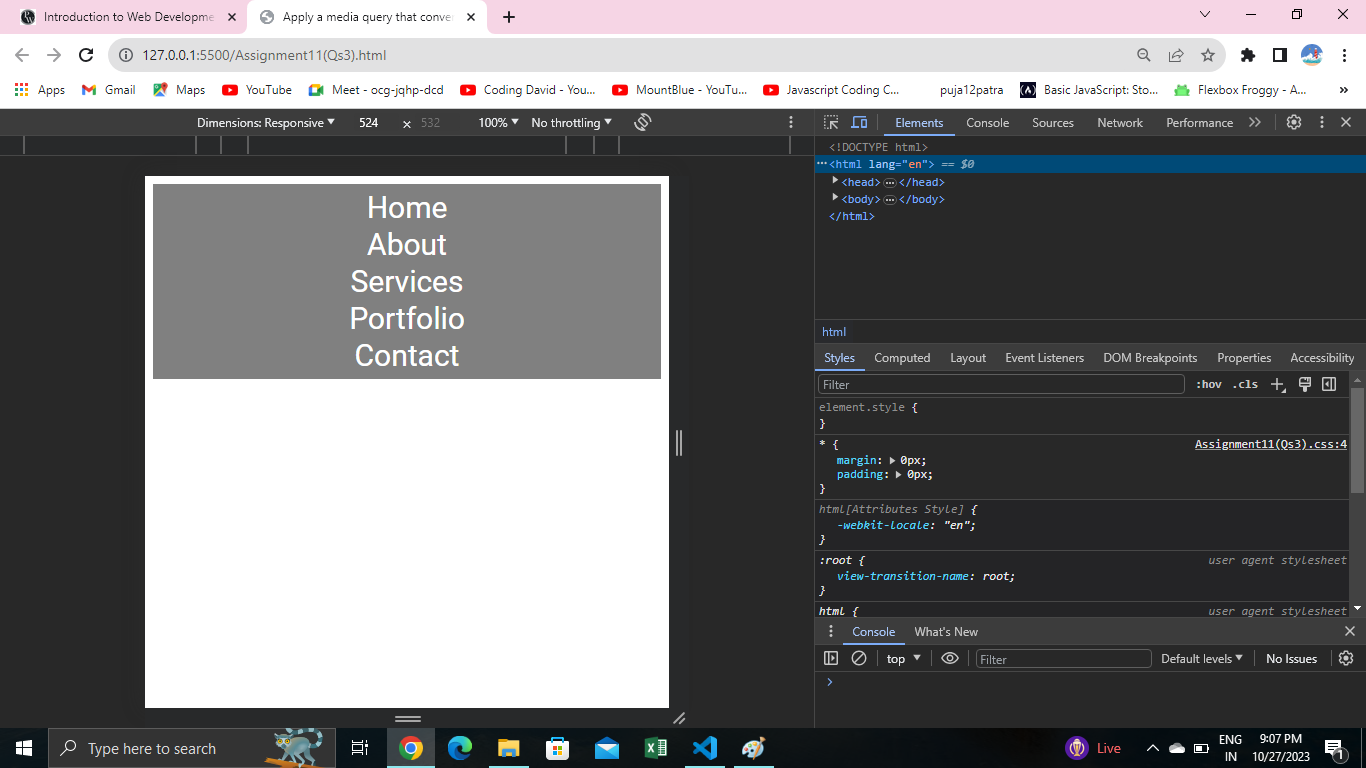 Introduction to Web Developme
Apply a media query that conver
127.0.0.1:5500/Assignment11(Qs3).html
Apps Gmail Maps YouTube Meet - ocg-jqhp-dcd Coding David - You... MountBlue - YouTu... Javascript Coding C... puja12patra Basic JavaScript: Sto... Flexbox Froggy - A... »
Dimensions: Responsive 524 × 532 100% No throttling
Elements Console Sources Network Performance
Home
About
Services
Portfolio
Contact
<!DOCTYPE html>
<html lang="en"> == $0
<head> ••• </head>
<body> ••• </body>
</html>
html
Styles Computed Layout Event Listeners DOM Breakpoints Properties Accessibility
Filter :hov .cls
element.style {
}
* { Assignment11(Qs3).css:4
margin: 0px;
padding: 0px;
}
html[Attributes Style] {
-webkit-locale: "en";
}
:root { user agent stylesheet
view-transition-name: root;
}
html { user agent stylesheet
Console What's New
top Filter Default levels No Issues
Type here to search
Live
ENG
IN
9:07 PM
10/27/2023
1